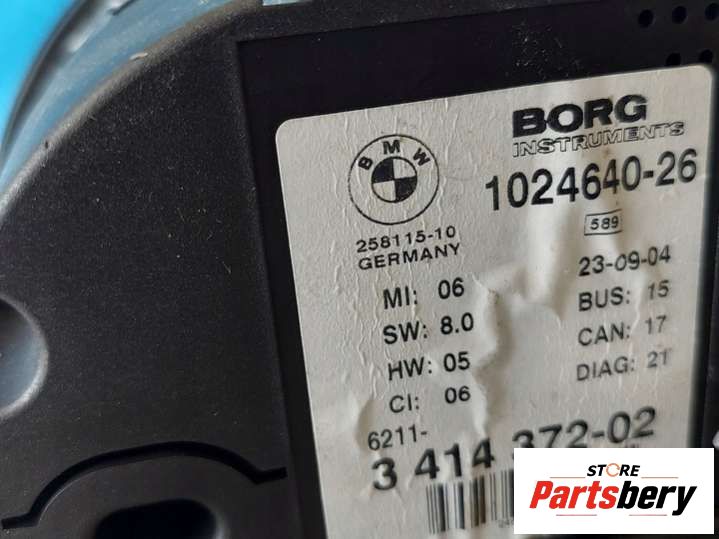 BMW
BORG
INSTRUMENTS
1024640-26
258115-10
GERMANY
589
23-09-04
MI: 06
BUS: 15
SW: 8.0
CAN: 17
HW: 05
DIAG: 21
CI: 06
6211-
3 414 372-02
STORE
Partsbery